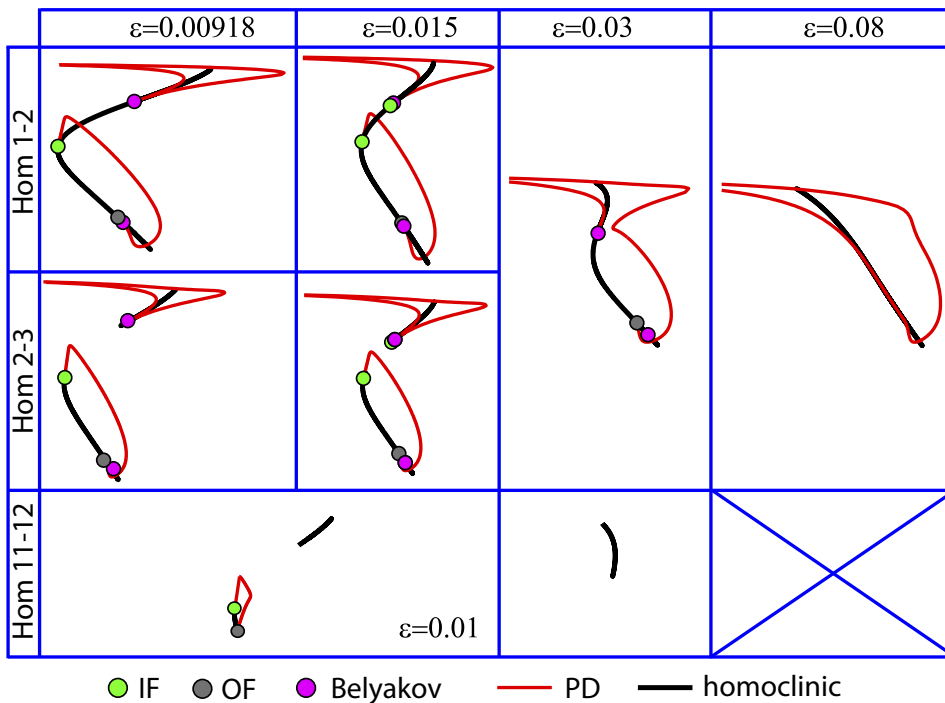 ε=0.00918 ε=0.015 ε=0.03 ε=0.08
Hom 1-2
Hom 2-3
Hom 11-12
ε=0.01
IF OF Belyakov PD homoclinic